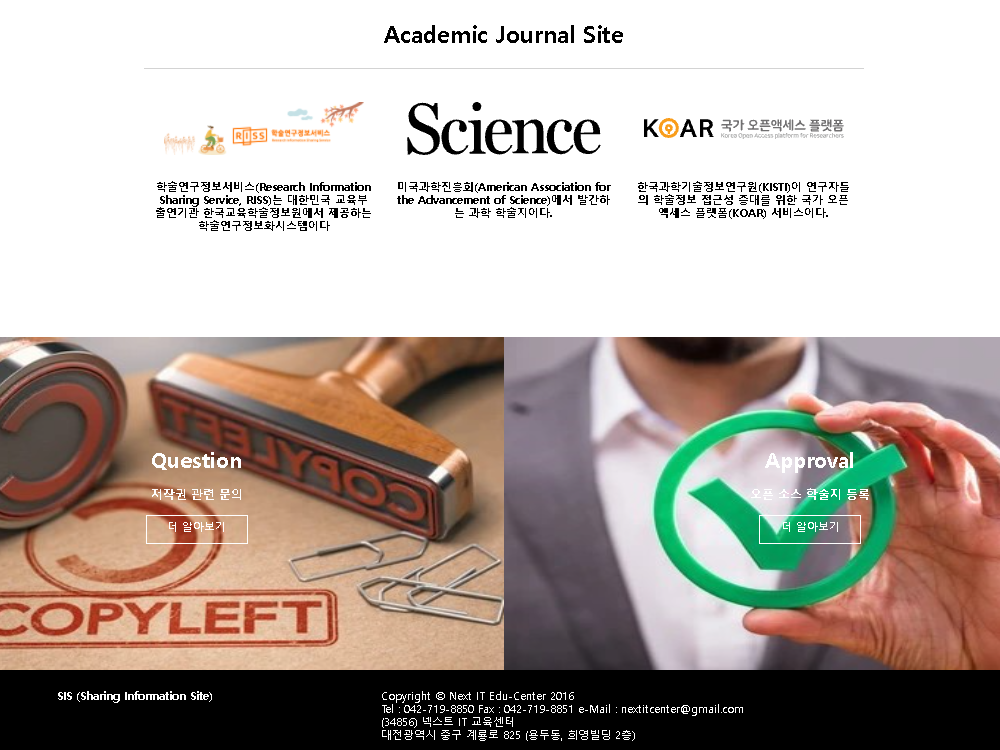 Academic Journal Site
RISS 학술연구정보서비스
Science
KOAR 국가 오픈액세스 플랫폼
Korea Open Access platform for Researchers
학술연구정보서비스(Research Information
Sharing Service, RISS)는 대한민국 교육부
출연기관 한국교육학술정보원에서 제공하는
학술연구정보화시스템이다
미국과학진흥회(American Association for
the Advancement of Science)에서 발간하
는 과학 학술지이다.
한국과학기술정보연구원(KISTI)이 연구자들
의 학술정보 접근성 증대를 위한 국가 오픈
액세스 플랫폼(KOAR) 서비스이다.
COPYLEFT
Question
저작권 관련 문의
더 알아보기
COPYLEFT
Approval
오픈 소스 학술지 등록
더 알아보기
SIS (Sharing Information Site)
Copyright © Next IT Edu-Center 2016
Tel : 042-719-8850 Fax : 042-719-8851 e-Mail : nextitcenter@gmail.com
(34856) 넥스트 IT 교육센터
대전광역시 중구 계룡로 825 (용두동, 희영빌딩 2층)